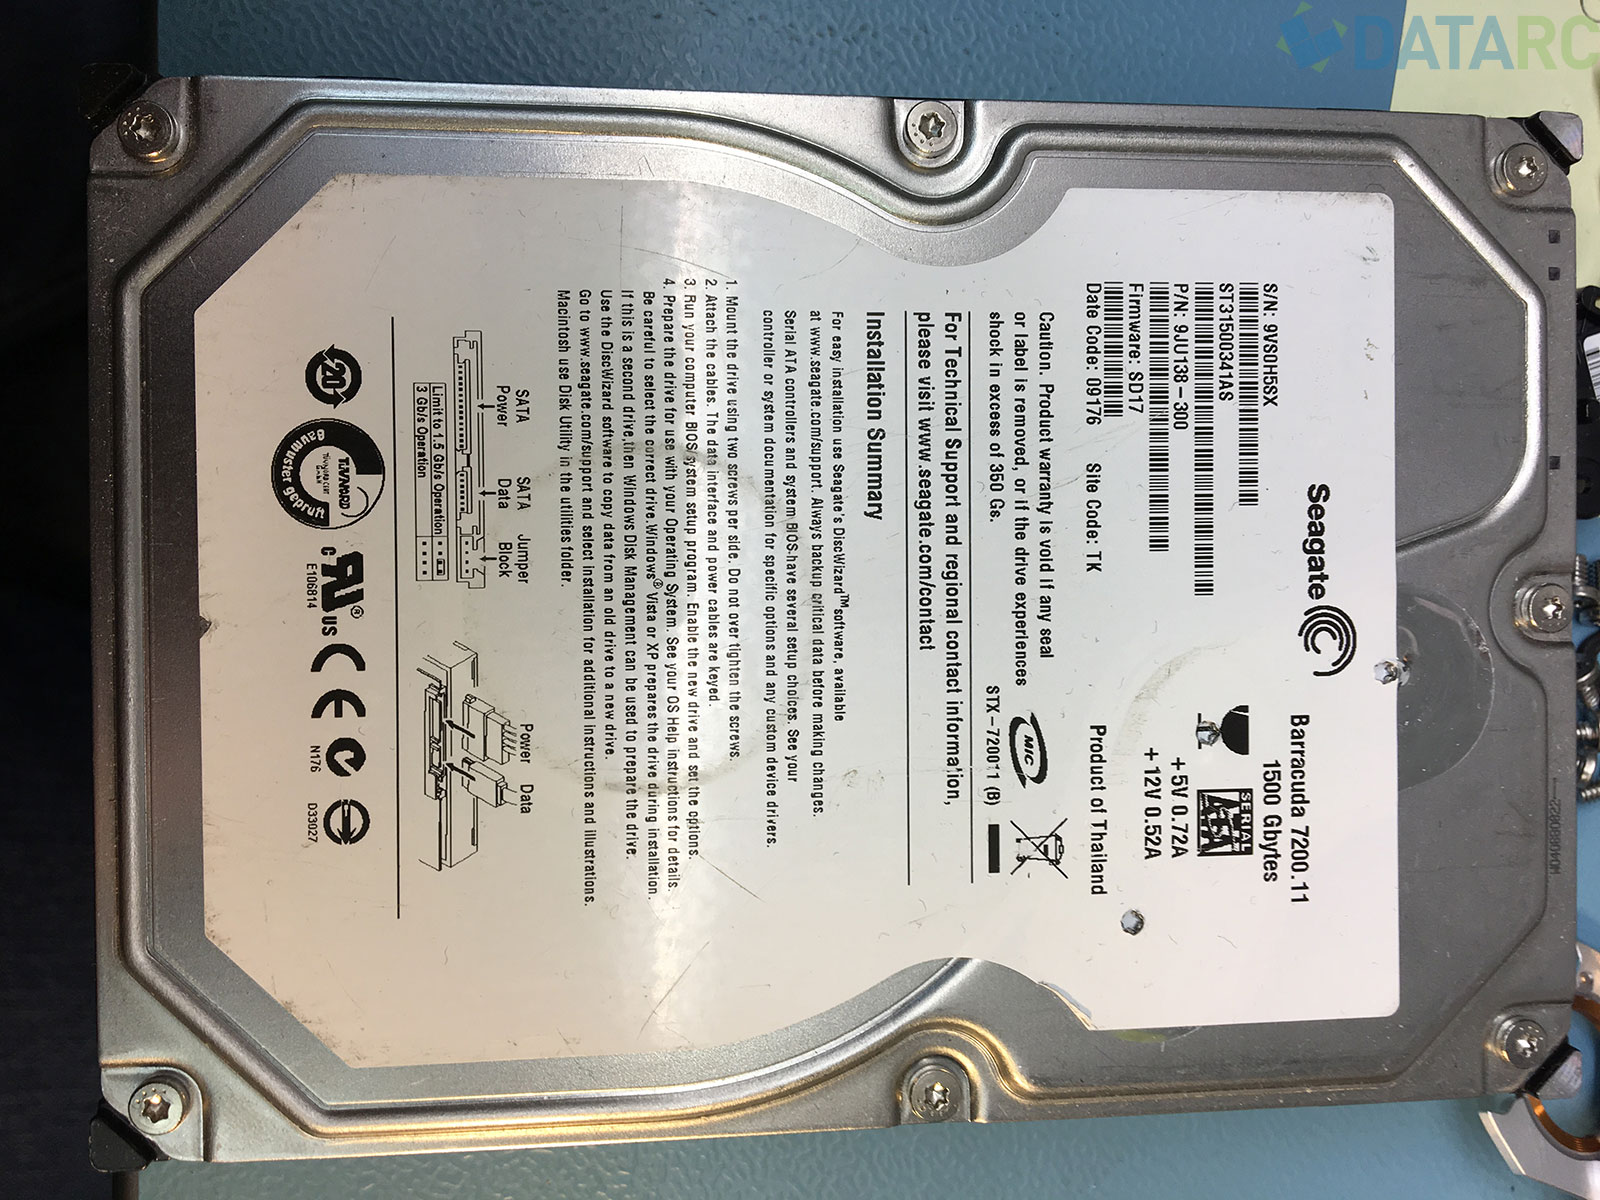 DATARC
Seagate
Barracuda 7200.11
1500 Gbytes
S/N: 9VS0H5SX
ST31500341AS
P/N: 9JU138-300
Firmware: SD17
Date Code: 09176 Site Code: TK
SERIAL
ATA
+5V 0.72A
+12V 0.52A
Product of Thailand
Caution. Product warranty is void if any seal
or label is removed, or if the drive experiences
shock in excess of 350 Gs.
MIC
STX-720011 (B)
For Technical Support and regional contact information,
please visit www.seagate.com/contact
Installation Summary
For easy installation use Seagate's DiscWizard™ software, available
at www.seagate.com/support. Always backup critical data before making changes.
Serial ATA controllers and system BIOS-have several setup choices. See your
controller or system documentation for specific options and any custom device drivers.
1. Mount the drive using two screws per side. Do not over tighten the screws.
2. Attach the cables. The data interface and power cables are keyed.
3. Run your computer BIOS/system setup program. Enable the new drive and set the options.
4. Prepare the drive for use with your Operating System. See your OS Help instructions for details.
Be careful to select the correct drive.Windows® Vista or XP prepares the drive during installation.
If this is a second drive,then Windows Disk Management can be used to prepare the drive.
Use the DiscWizard software to copy data from an old drive to a new drive.
Go to www.seagate.com/support and select installation for additional instructions and illustrations.
Macintosh use Disk Utility in the utilities folder.
SATA Power
SATA Data
Jumper Block
Power Data
Limit to 1.5 Gb/s Operation
3 Gb/s Operation
20
TUVNORD
Baumuster geprüft
c UR® US
E106814
CE
N176
D33027